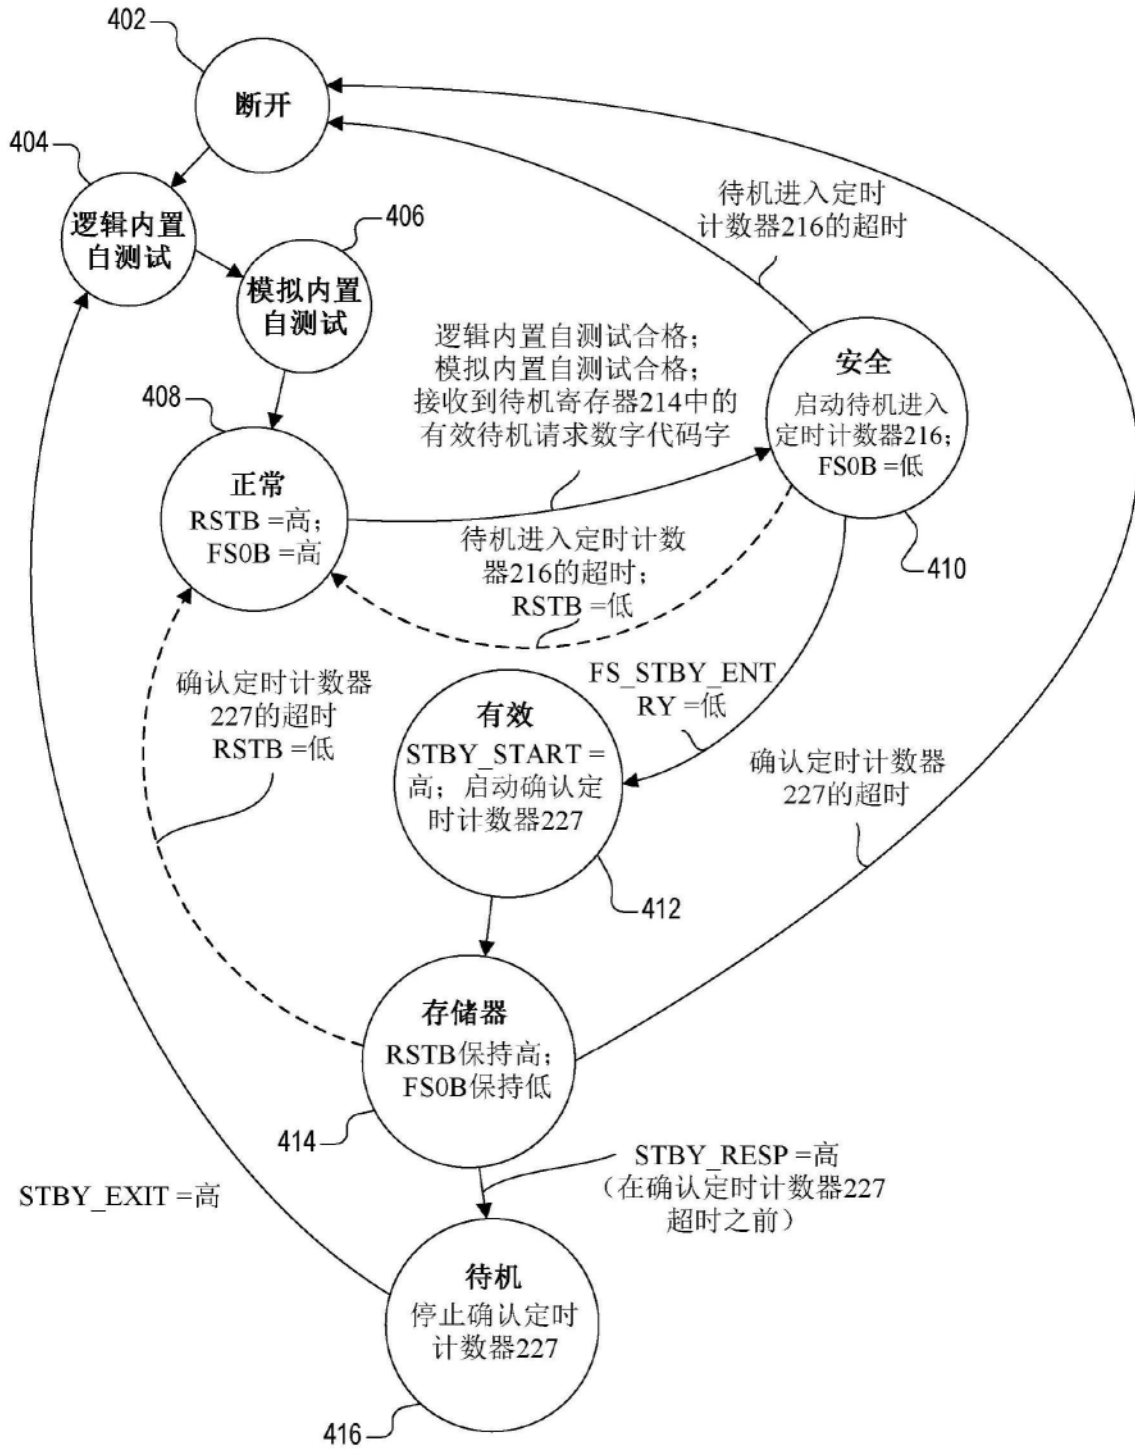 402
断开
404
逻辑内置
自测试
406
模拟内置
自测试
待机进入定时
计数器216的超时
逻辑内置自测试合格；
模拟内置自测试合格；
接收到待机寄存器214中的
有效待机请求数字代码字
安全
启动待机进入
定时计数器216；
FS0B =低
410
408
正常
RSTB =高；
FS0B =高
待机进入定时计数
器216的超时；
RSTB =低
确认定时计数器
227的超时
RSTB =低
FS_STBY_ENT
RY =低
有效
STBY_START =
高；启动确认定
时计数器227
412
确认定时计数器
227的超时
存储器
RSTB保持高；
FS0B保持低
414
STBY_RESP =高
（在确认定时计数器227
超时之前）
STBY_EXIT =高
待机
停止确认定时
计数器227
416